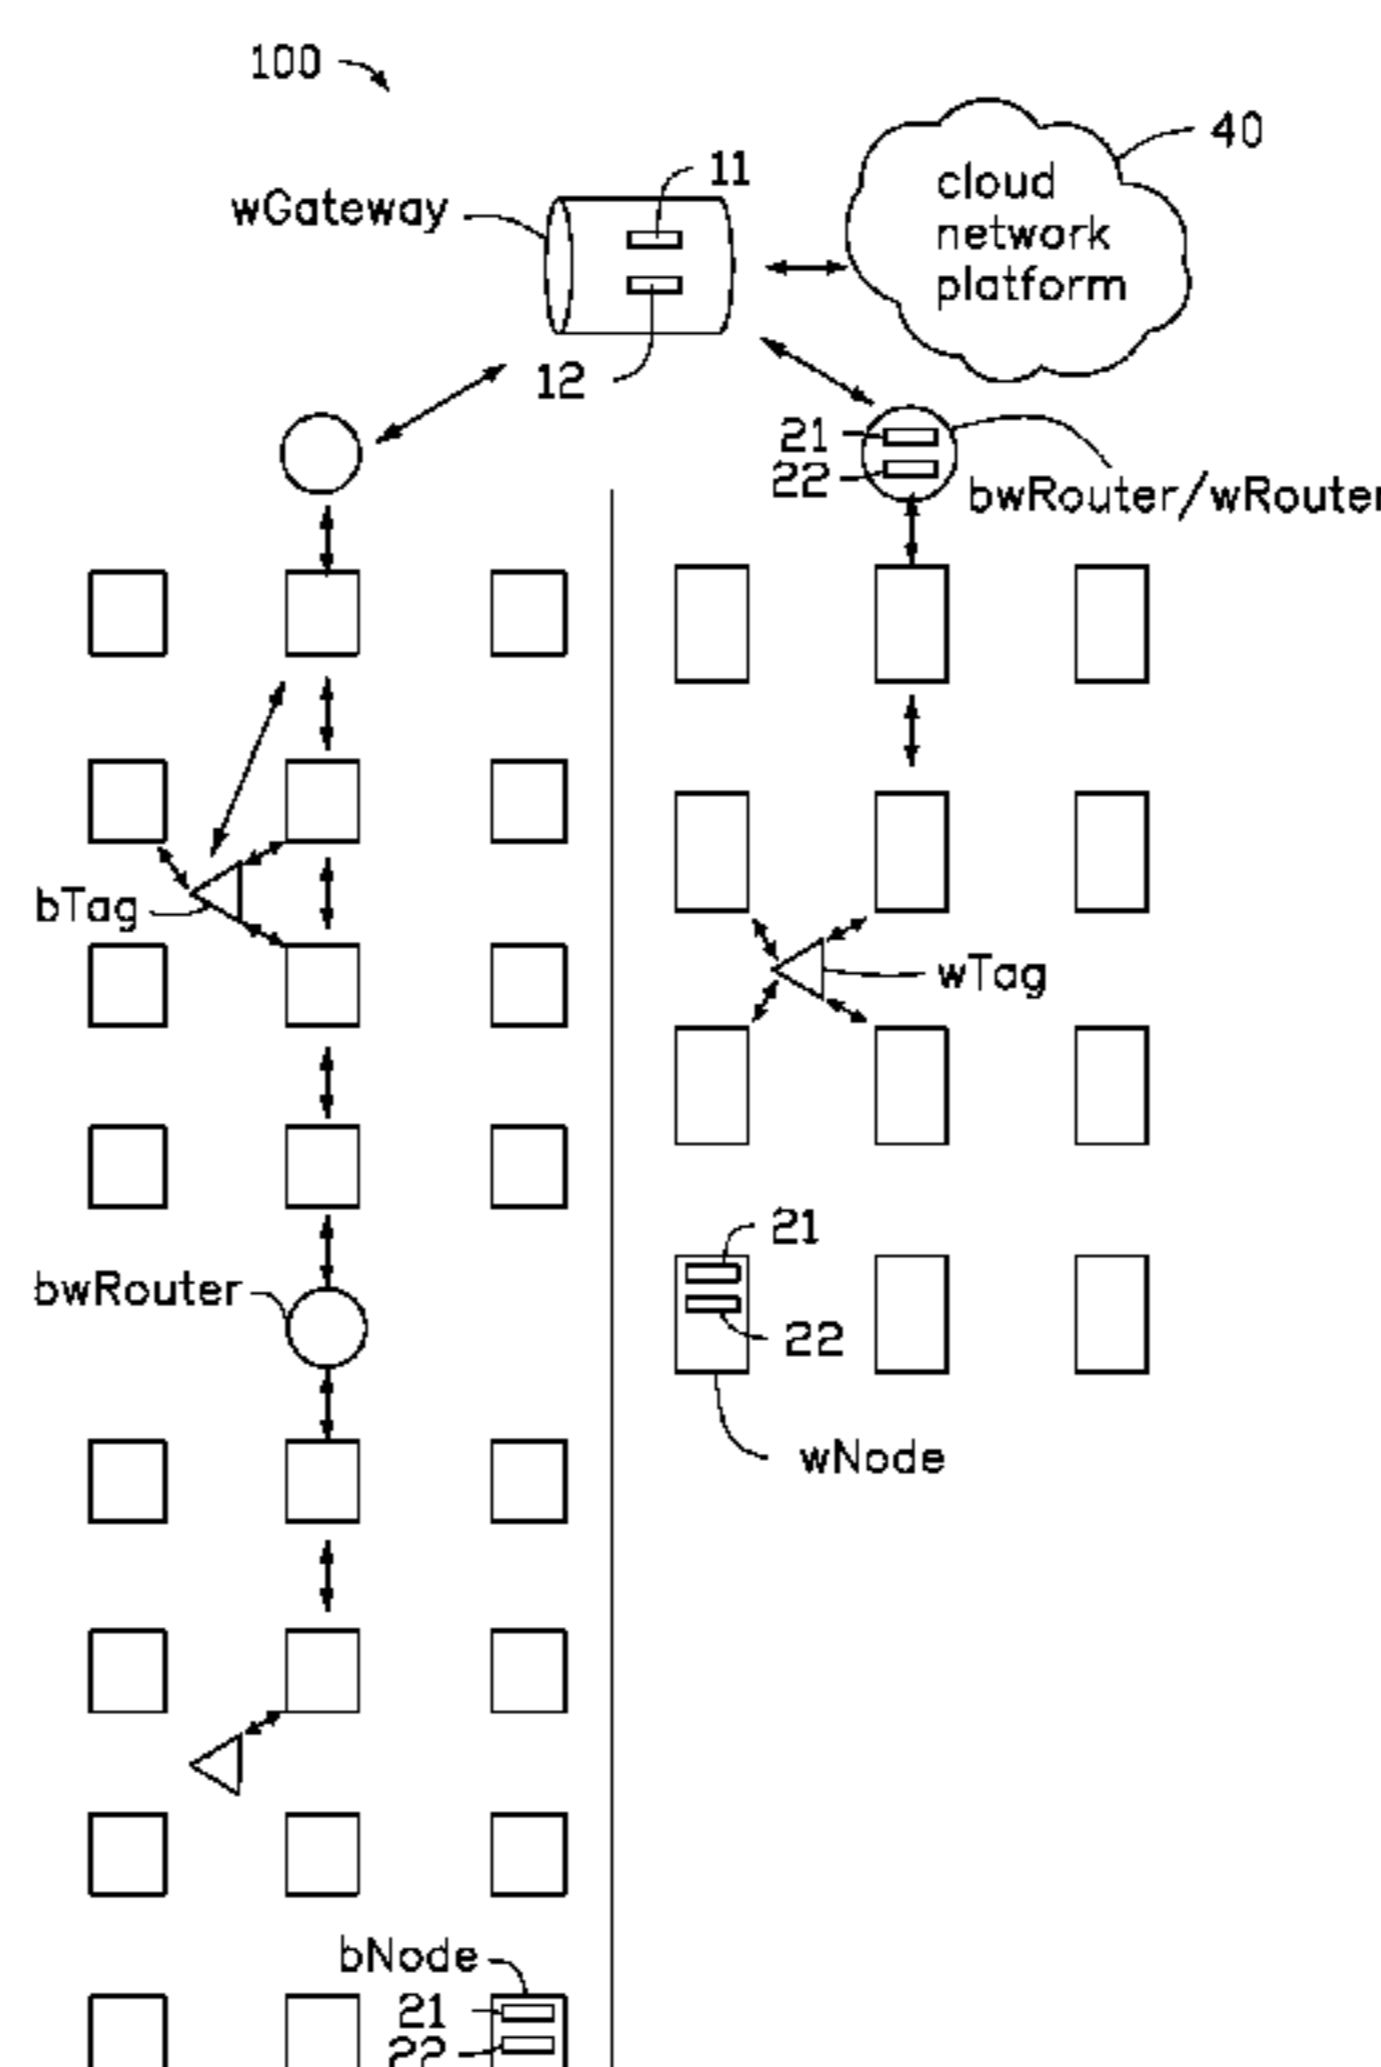 100
40
11
cloud
network
platform
wGateway
12
21
22
bwRouter/wRouter
bTag
wTag
21
bwRouter
22
wNode
bNode
21
22